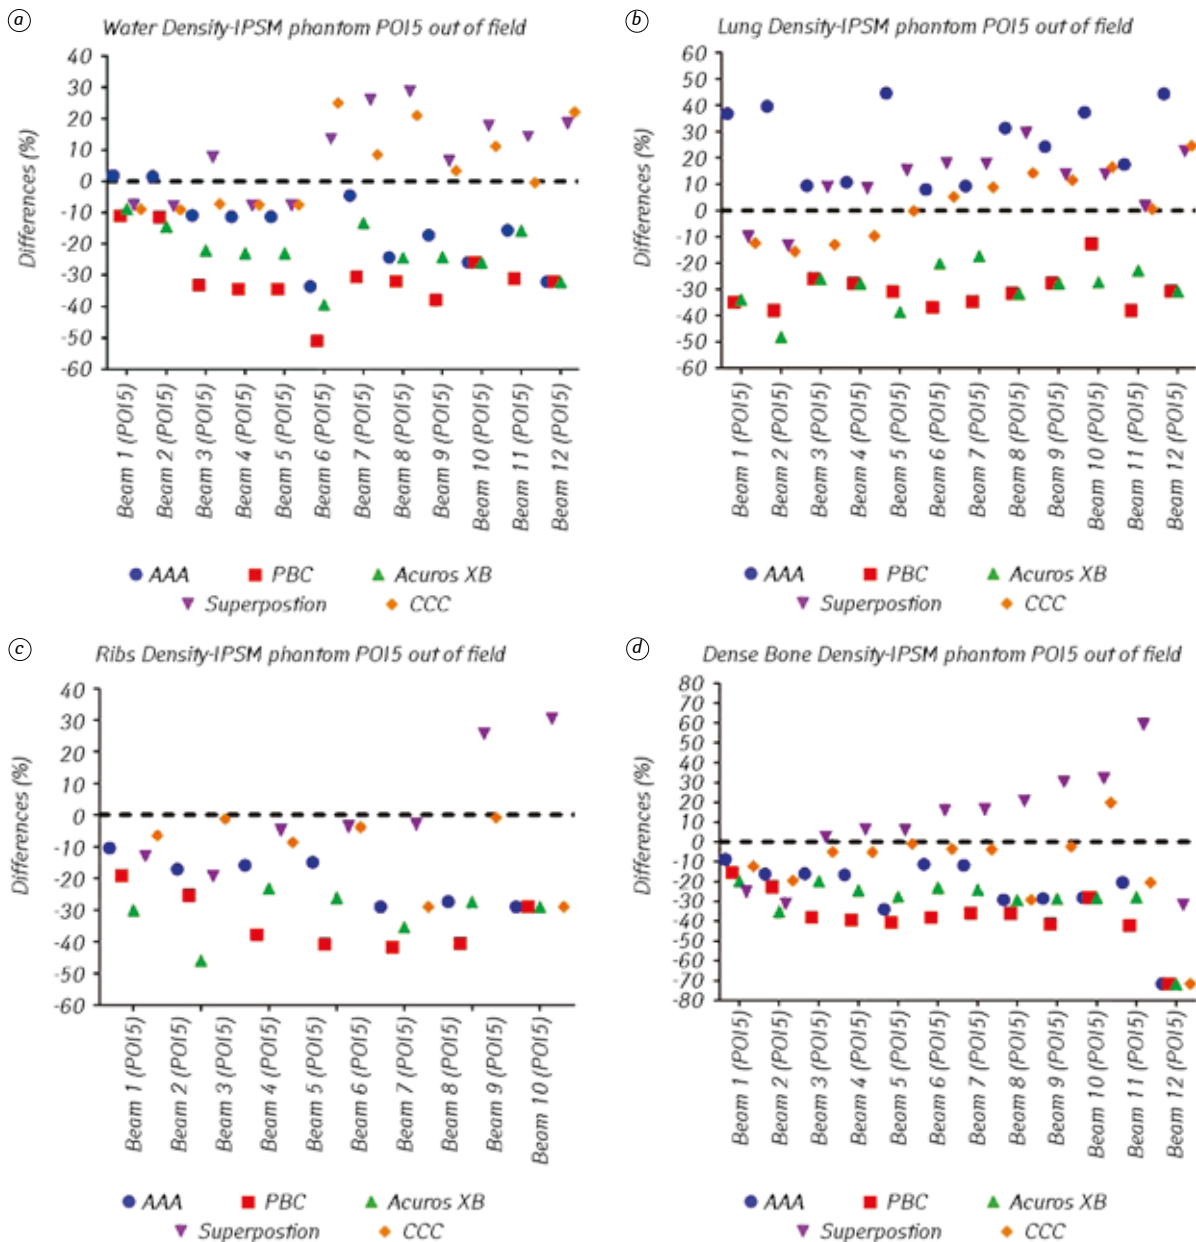 a
Water Density-IPSM phantom POI5 out of field
Differences (%)
40
30
20
10
0
-10
-20
-30
-40
-50
-60
Beam 1 (POI5)
Beam 2 (POI5)
Beam 3 (POI5)
Beam 4 (POI5)
Beam 5 (POI5)
Beam 6 (POI5)
Beam 7 (POI5)
Beam 8 (POI5)
Beam 9 (POI5)
Beam 10 (POI5)
Beam 11 (POI5)
Beam 12 (POI5)
AAA PBC Acuros XB
Superpostion CCC
b
Lung Density-IPSM phantom POI5 out of field
Differences (%)
60
50
40
30
20
10
0
-10
-20
-30
-40
-50
-60
Beam 1 (POI5)
Beam 2 (POI5)
Beam 3 (POI5)
Beam 4 (POI5)
Beam 5 (POI5)
Beam 6 (POI5)
Beam 7 (POI5)
Beam 8 (POI5)
Beam 9 (POI5)
Beam 10 (POI5)
Beam 11 (POI5)
Beam 12 (POI5)
AAA PBC Acuros XB
Superpostion CCC
c
Ribs Density-IPSM phantom POI5 out of field
Differences (%)
40
30
20
10
0
-10
-20
-30
-40
-50
-60
Beam 1 (POI5)
Beam 2 (POI5)
Beam 3 (POI5)
Beam 4 (POI5)
Beam 5 (POI5)
Beam 6 (POI5)
Beam 7 (POI5)
Beam 8 (POI5)
Beam 9 (POI5)
Beam 10 (POI5)
AAA PBC Acuros XB
Superpostion CCC
d
Dense Bone Density-IPSM phantom POI5 out of field
Differences (%)
80
70
60
50
40
30
20
10
0
-10
-20
-30
-40
-50
-60
-70
-80
Beam 1 (POI5)
Beam 2 (POI5)
Beam 3 (POI5)
Beam 4 (POI5)
Beam 5 (POI5)
Beam 6 (POI5)
Beam 7 (POI5)
Beam 8 (POI5)
Beam 9 (POI5)
Beam 10 (POI5)
Beam 11 (POI5)
Beam 12 (POI5)
AAA PBC Acuros XB
Superpostion CCC